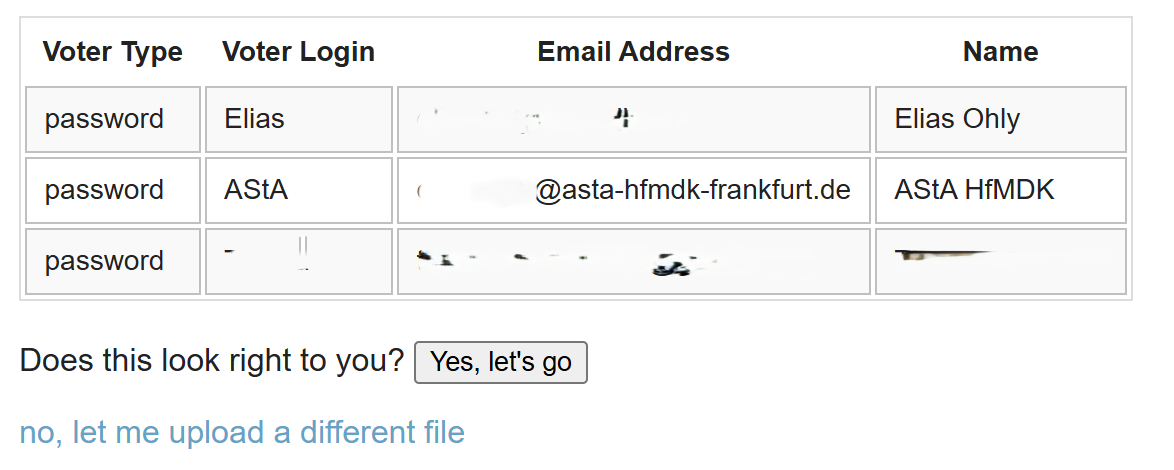 Voter Type Voter Login Email Address Name
password Elias Elias Ohly
password AStA @asta-hfmdk-frankfurt.de AStA HfMDK
password
Does this look right to you? Yes, let's go
no, let me upload a different file